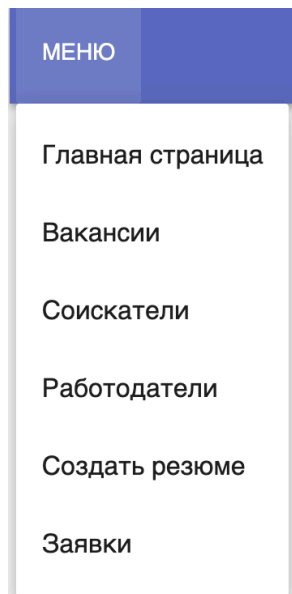 МЕНЮ
Главная страница
Вакансии
Соискатели
Работодатели
Создать резюме
Заявки